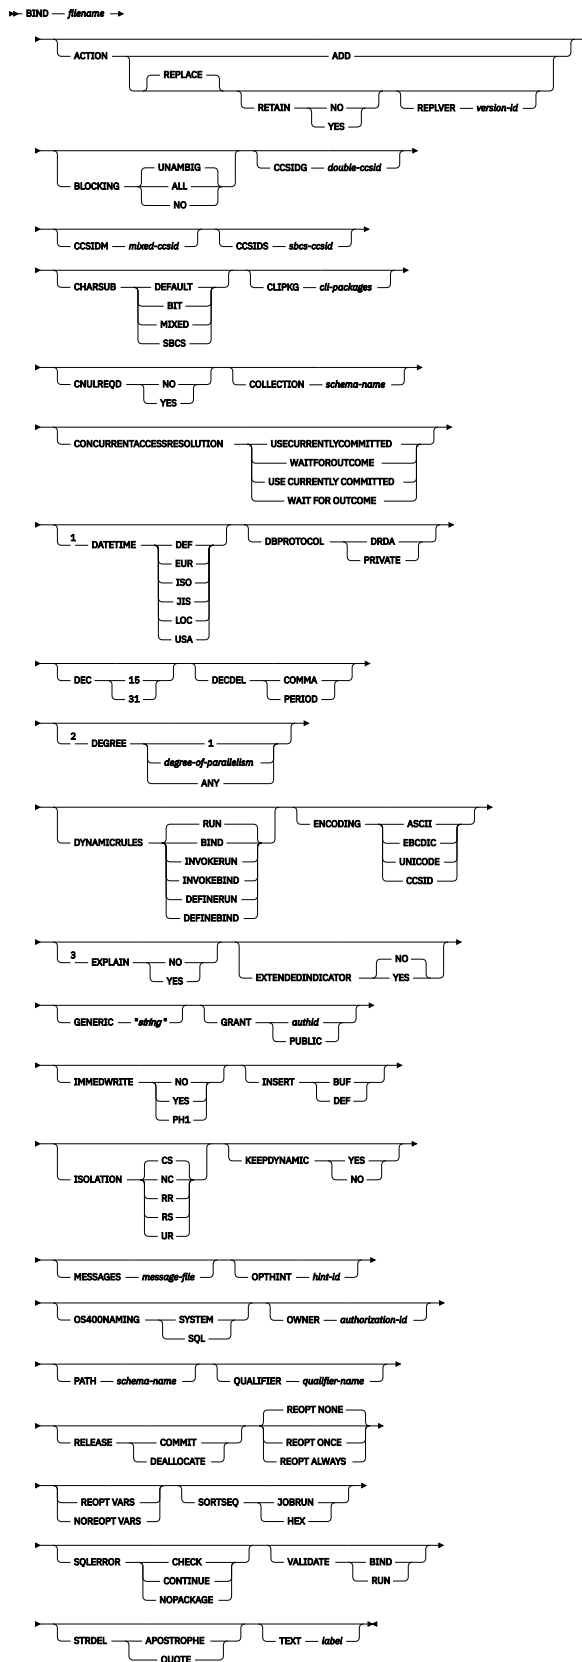 BIND filename
ACTION ADD
REPLACE
RETAIN NO REPLVER version-id
YES
UNAMBIG CCSIDG double-ccsid
BLOCKING ALL
NO
CCSIDM mixed-ccsid CCSIDS sbcs-ccsid
CHARSUB DEFAULT CLIPKG cli-packages
BIT
MIXED
SBCS
CNULREQD NO COLLECTION schema-name
YES
CONCURRENTACCESSRESOLUTION USECURRENTLYCOMMITTED
WAITFOROUTCOME
USE CURRENTLY COMMITTED
WAIT FOR OUTCOME
1 DATETIME DEF DBPROTOCOL DRDA
EUR PRIVATE
ISO
JIS
LOC
USA
DEC 15 DECDEL COMMA
31 PERIOD
2 DEGREE 1
degree-of-parallelism
ANY
RUN ENCODING ASCII
DYNAMICRULES BIND EBCDIC
INVOKERUN UNICODE
INVOKEBIND CCSID
DEFINERUN
DEFINEBIND
3 EXPLAIN NO NO
YES EXTENDEDINDICATOR YES
GENERIC "string" GRANT authid
PUBLIC
IMMEDWRITE NO INSERT BUF
YES DEF
PH1
CS KEEPDYNAMIC YES
ISOLATION NC NO
RR
RS
UR
MESSAGES message-file OPTHINT hint-id
OS400NAMING SYSTEM OWNER authorization-id
SQL
PATH schema-name QUALIFIER qualifier-name
REOPT NONE
RELEASE COMMIT REOPT ONCE
DEALLOCATE REOPT ALWAYS
REOPT VARS SORTSEQ JOBRUN
NOREOPT VARS HEX
SQLERROR CHECK VALIDATE BIND
CONTINUE RUN
NOPACKAGE
STRDEL APOSTROPHE TEXT label
QUOTE